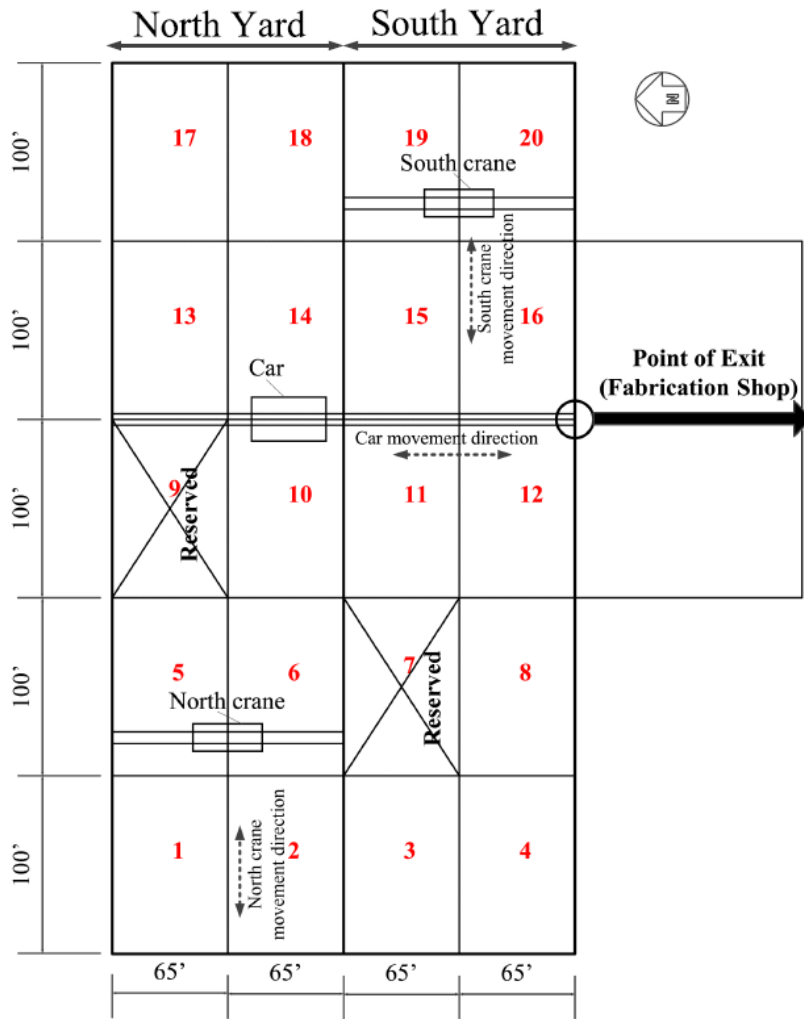 North Yard
South Yard
N
100'
17
18
19
20
South crane
100'
13
14
15
16
South crane
movement direction
Car
Point of Exit
(Fabrication Shop)
Car movement direction
100'
9
Reserved
10
11
12
100'
5
6
7
Reserved
8
North crane
100'
1
2
3
4
North crane
movement direction
65'
65'
65'
65'